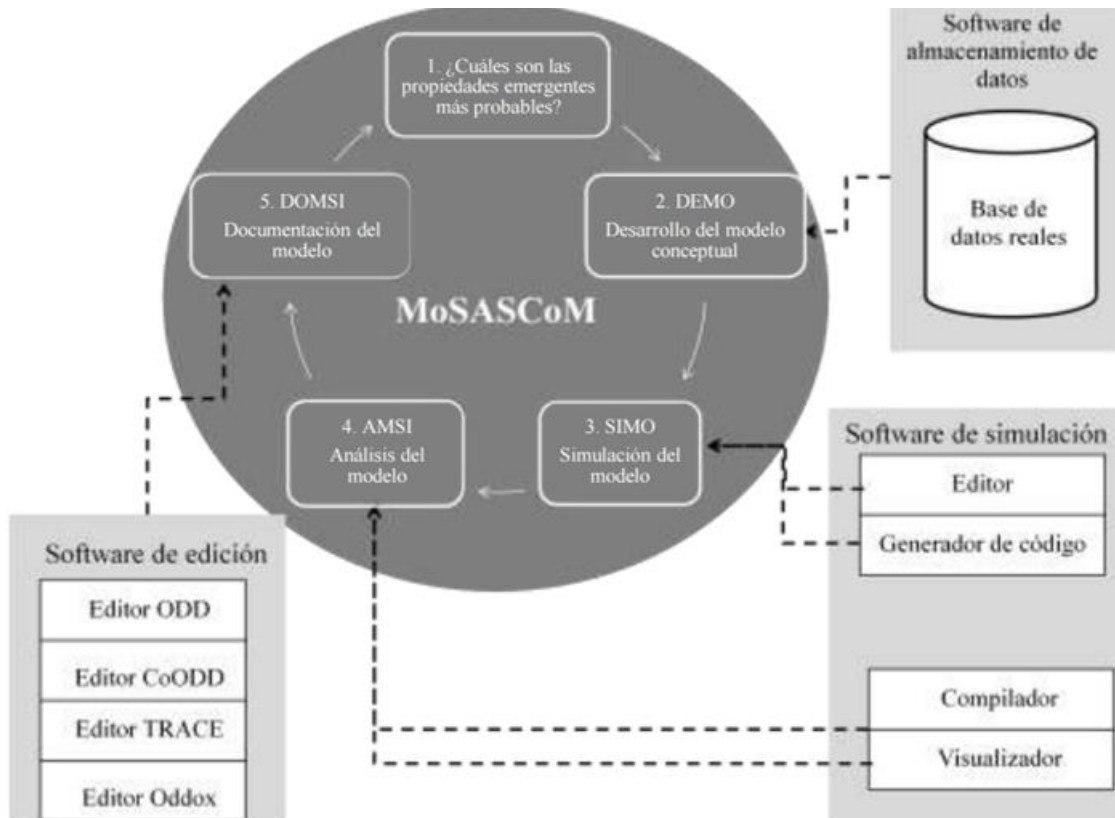 1. ¿Cuáles son las
propiedades emergentes
más probables?
2. DEMO
Desarrollo del modelo
conceptual
3. SIMO
Simulación del
modelo
4. AMSI
Análisis del
modelo
5. DOMSI
Documentación del
modelo
MoSASCoM
Software de
almacenamiento de
datos
Base de
datos reales
Software de simulación
Editor
Generador de código
Compilador
Visualizador
Software de edición
Editor ODD
Editor CoODD
Editor TRACE
Editor Oddox